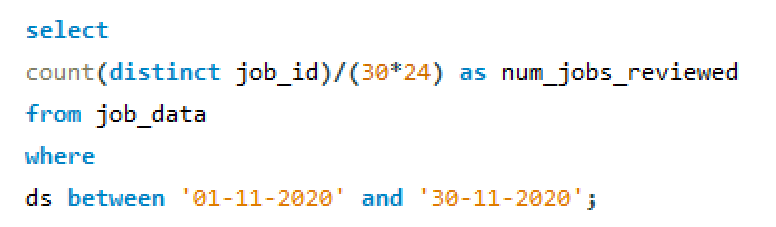 select
count(distinct job_id)/(30*24) as num_jobs_reviewed
from job_data
where
ds between '01-11-2020' and '30-11-2020';